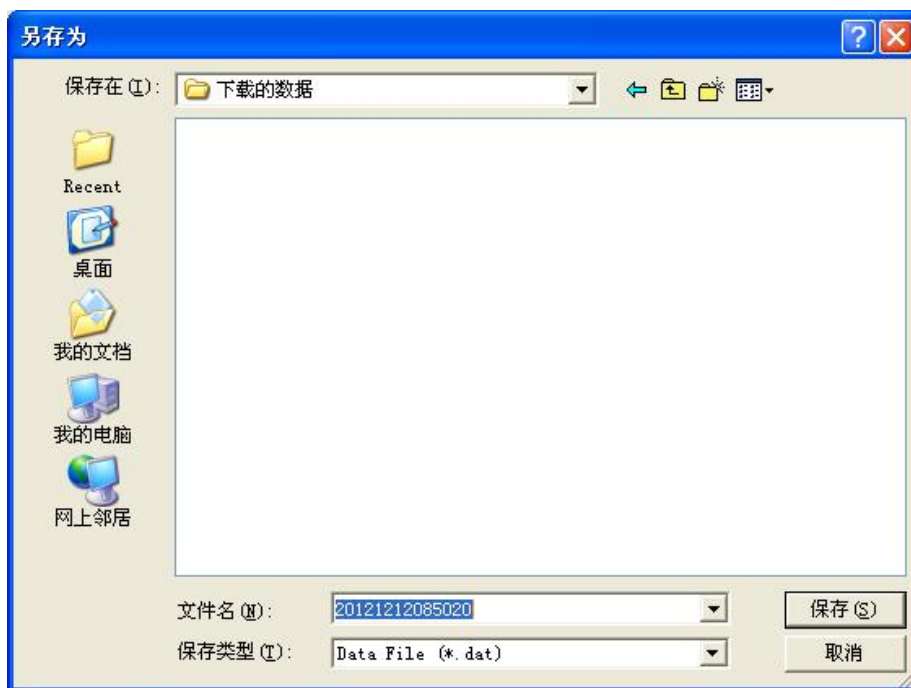 另存为
保存在(I):
下载的数据
Recent
桌面
我的文档
我的电脑
网上邻居
文件名(N):
20121212085020
保存(S)
保存类型(T):
Data File (*.dat)
取消